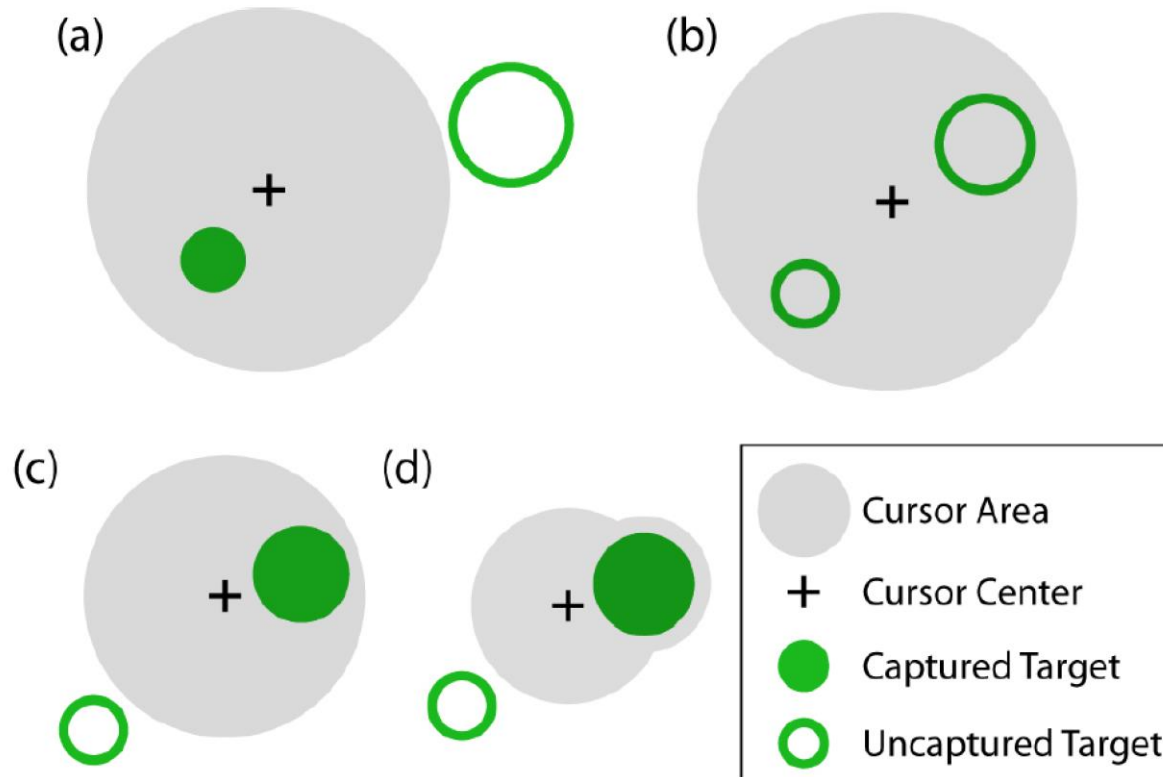 (a)
(b)
(c)
(d)
Cursor Area
Cursor Center
Captured Target
Uncaptured Target